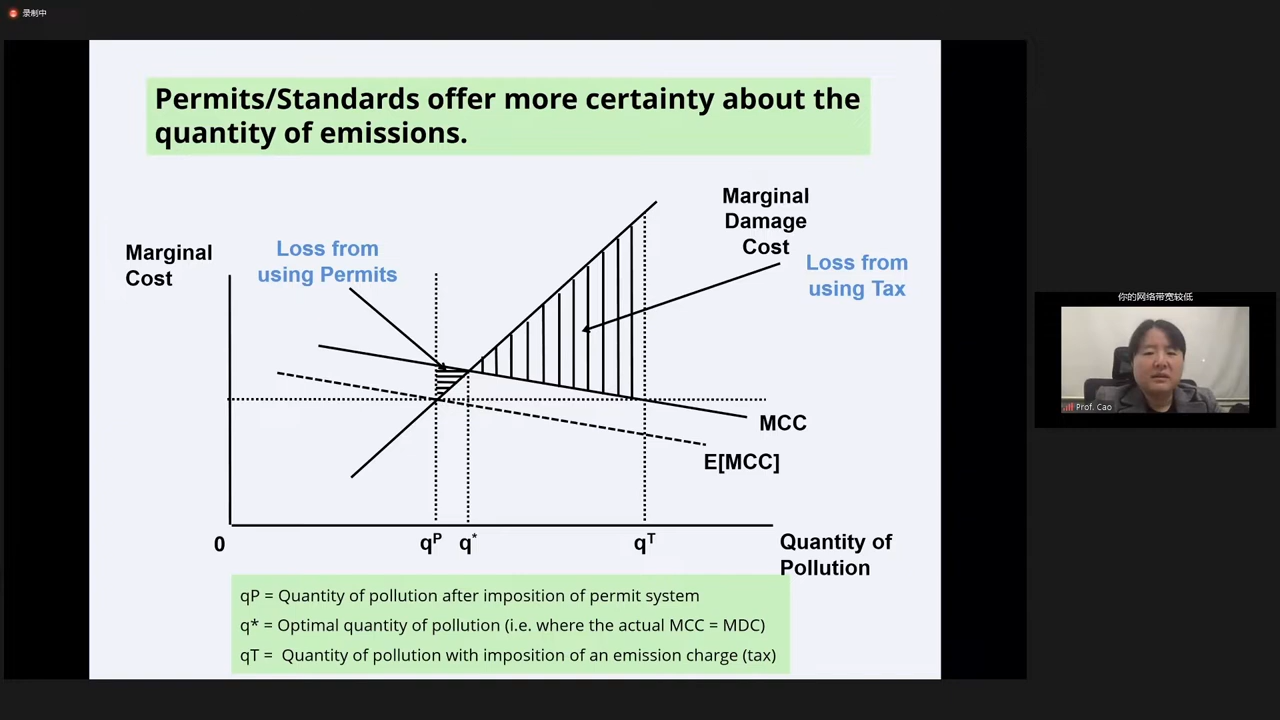 录制中
Permits/Standards offer more certainty about the
quantity of emissions.
Marginal
Cost
Loss from
using Permits
Marginal
Damage
Cost
Loss from
using Tax
MCC
E[MCC]
0
qP
q*
qT
Quantity of
Pollution
qP = Quantity of pollution after imposition of permit system
q* = Optimal quantity of pollution (i.e. where the actual MCC = MDC)
qT = Quantity of pollution with imposition of an emission charge (tax)
你的网络带宽较低
Prof. Cao